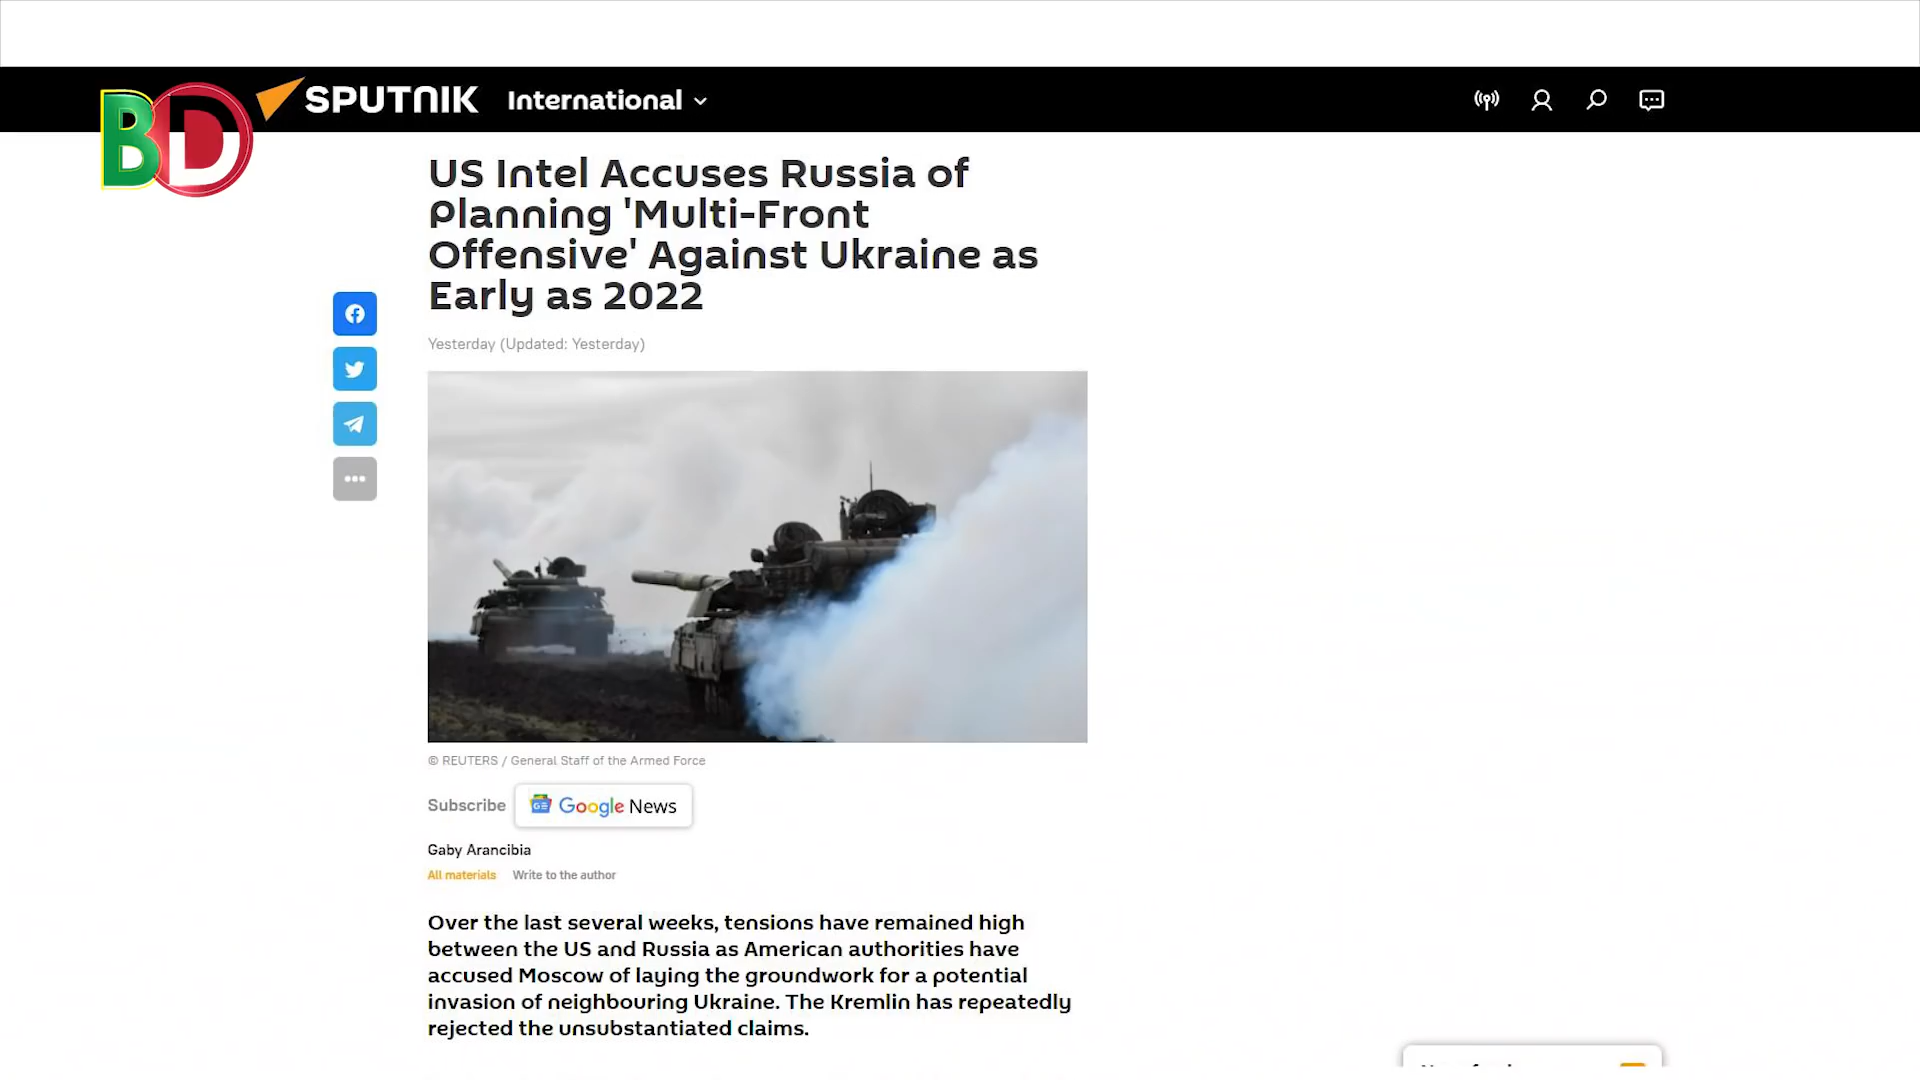 BD
SPUTNIK International
US Intel Accuses Russia of
Planning 'Multi-Front
Offensive' Against Ukraine as
Early as 2022
Yesterday (Updated: Yesterday)
© REUTERS / General Staff of the Armed Force
Subscribe GE Google News
Gaby Arancibia
All materials Write to the author
Over the last several weeks, tensions have remained high
between the US and Russia as American authorities have
accused Moscow of laying the groundwork for a potential
invasion of neighbouring Ukraine. The Kremlin has repeatedly
rejected the unsubstantiated claims.